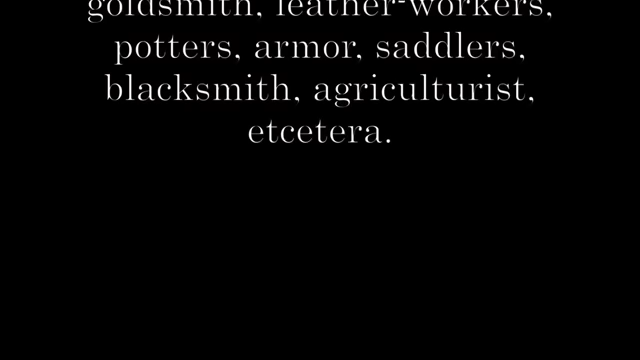 goldsmith, leather-workers,
potters, armor, saddlers,
blacksmith, agriculturist,
etcetera.